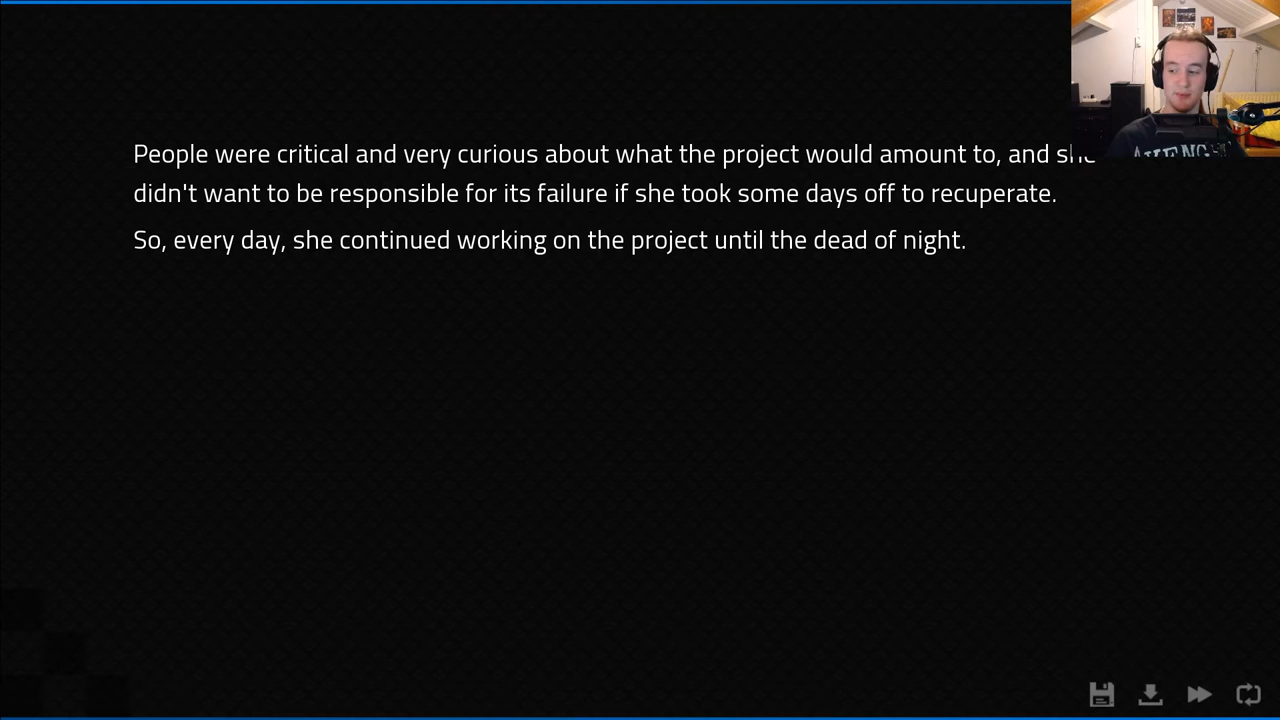 People were critical and very curious about what the project would amount to, and she
didn't want to be responsible for its failure if she took some days off to recuperate.
So, every day, she continued working on the project until the dead of night.